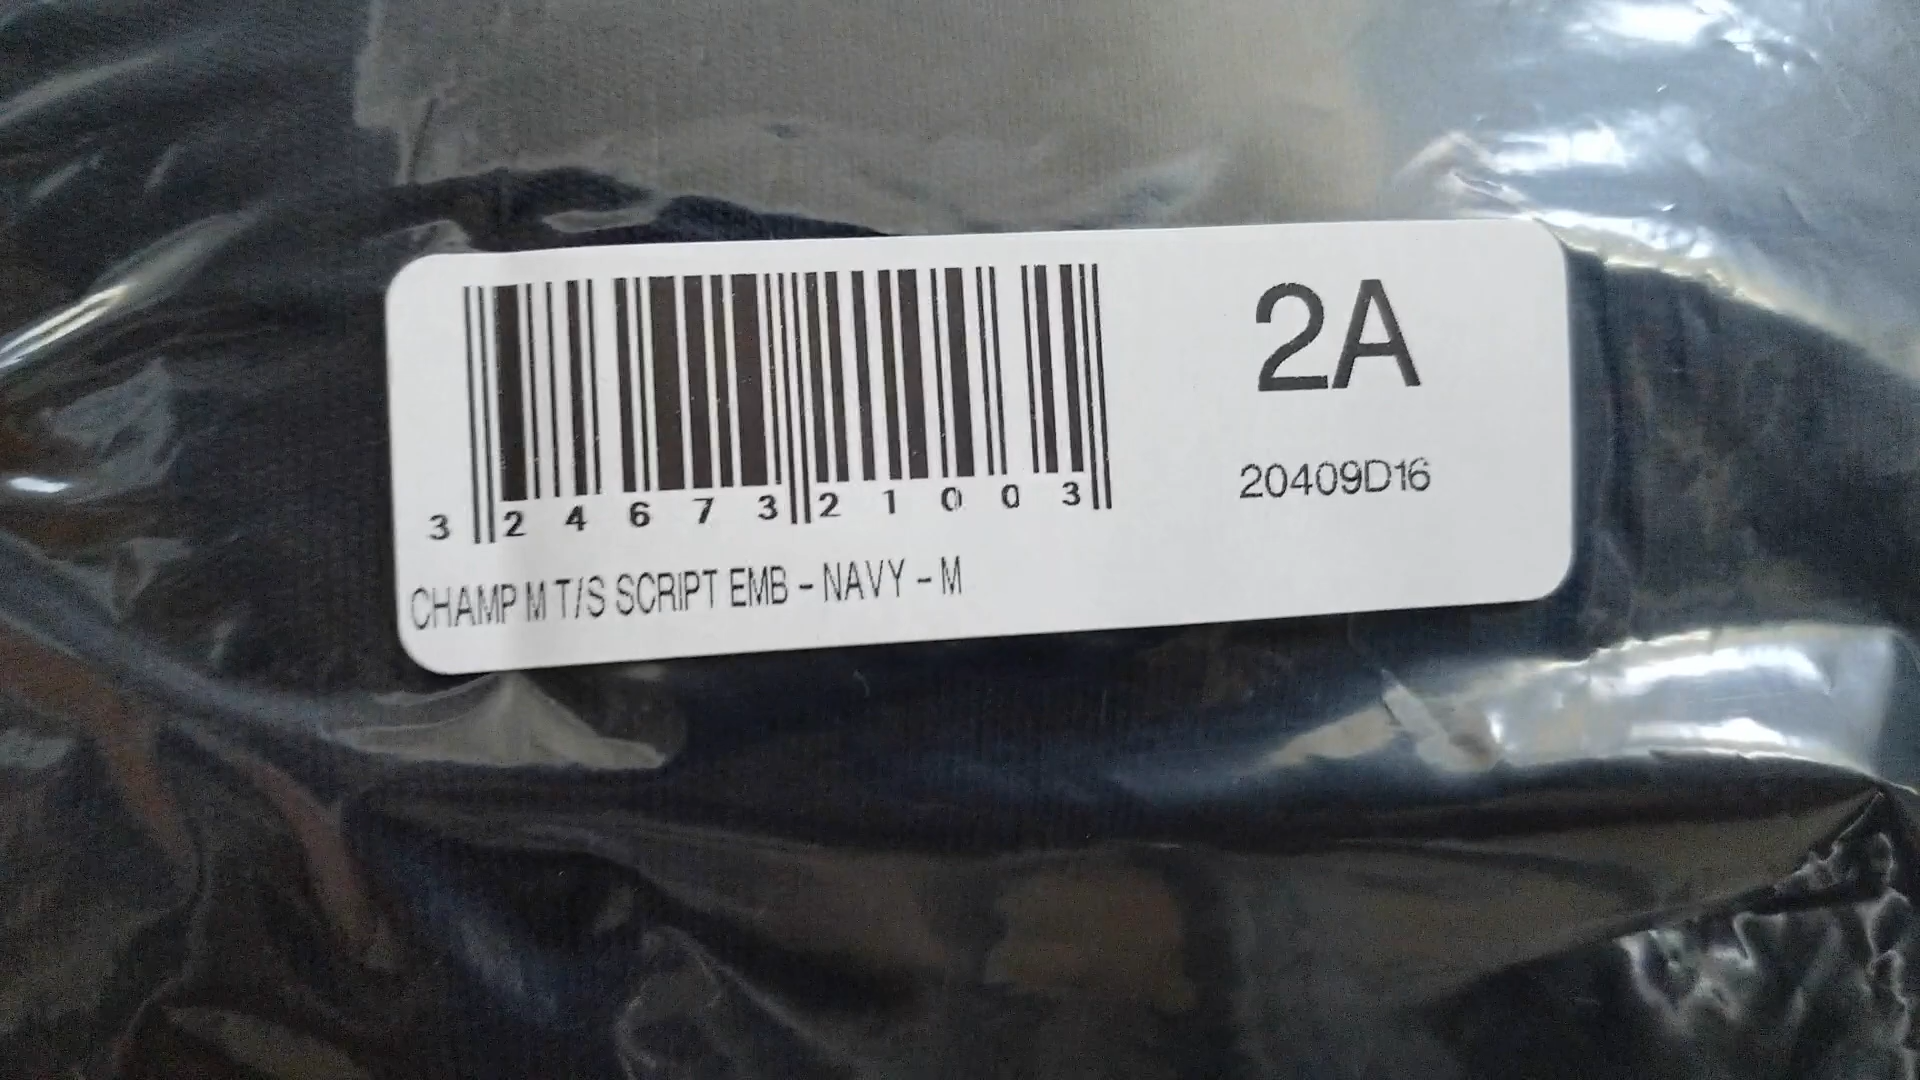 2A
20409D16
3 24673 21003
CHAMP M T/S SCRIPT EMB - NAVY - M